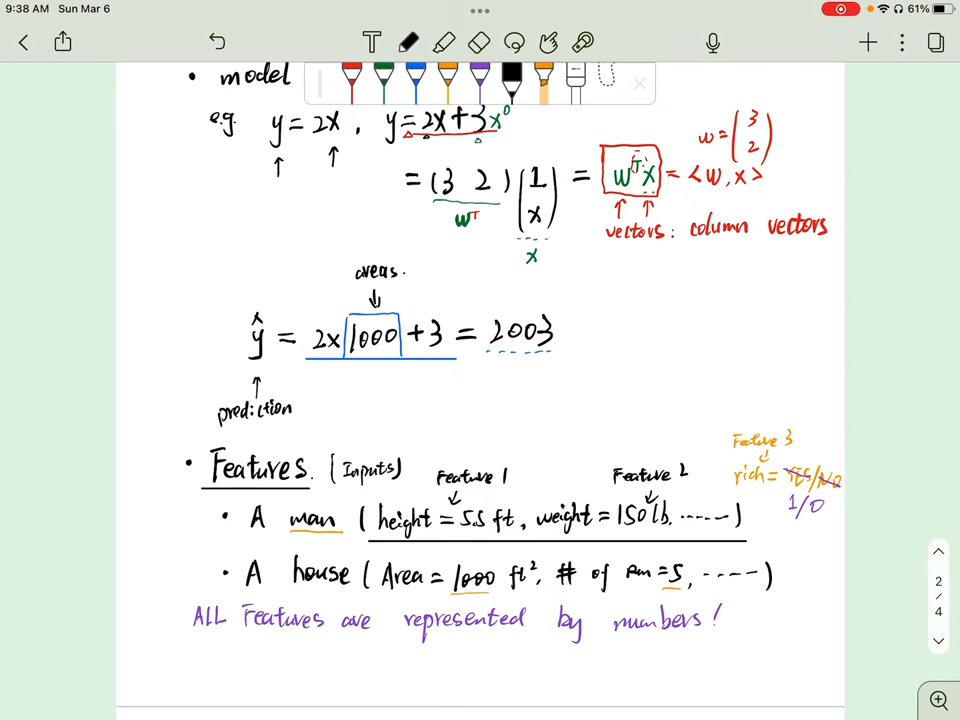 9:38 AM Sun Mar 6
61%
• model
e.g. y = 2x , y = 2x + 3x⁰
= (3 2) (1 x) = wᵀx = <w, x>
w = (3 2)
wᵀ
x
vectors: column vectors
areas.
ŷ = 2x 1000 + 3 = 2003
prediction
• Features. (Inputs)
Feature 1
Feature 2
Feature 3
rich = YES/NO
1/0
• A man (height = 5.5 ft, weight = 150 lb. ......)
• A house (Area = 1000 ft², # of rm = 5, ......)
ALL Features are represented by numbers!
2
/
4